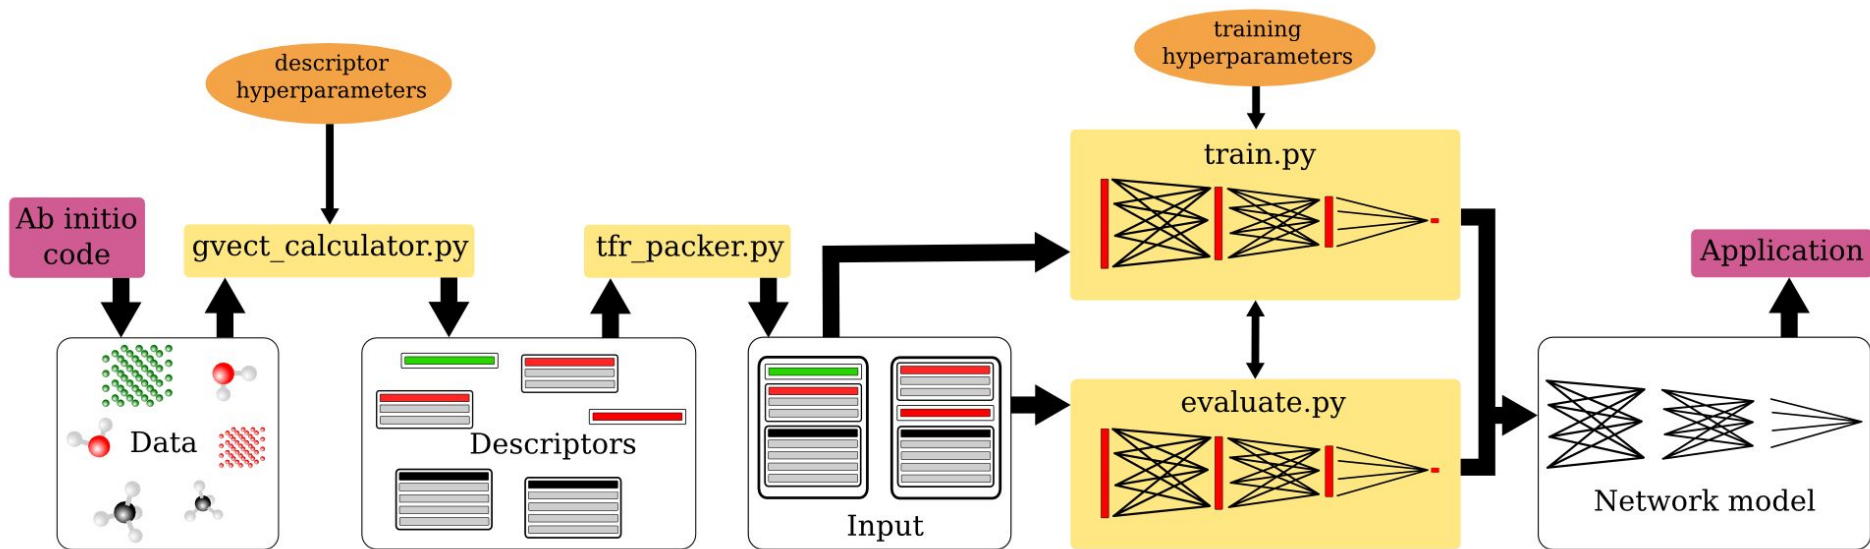 descriptor
hyperparameters
training
hyperparameters
train.py
Ab initio
code
gvect_calculator.py
tfr_packer.py
Application
evaluate.py
Data
Descriptors
Input
Network model